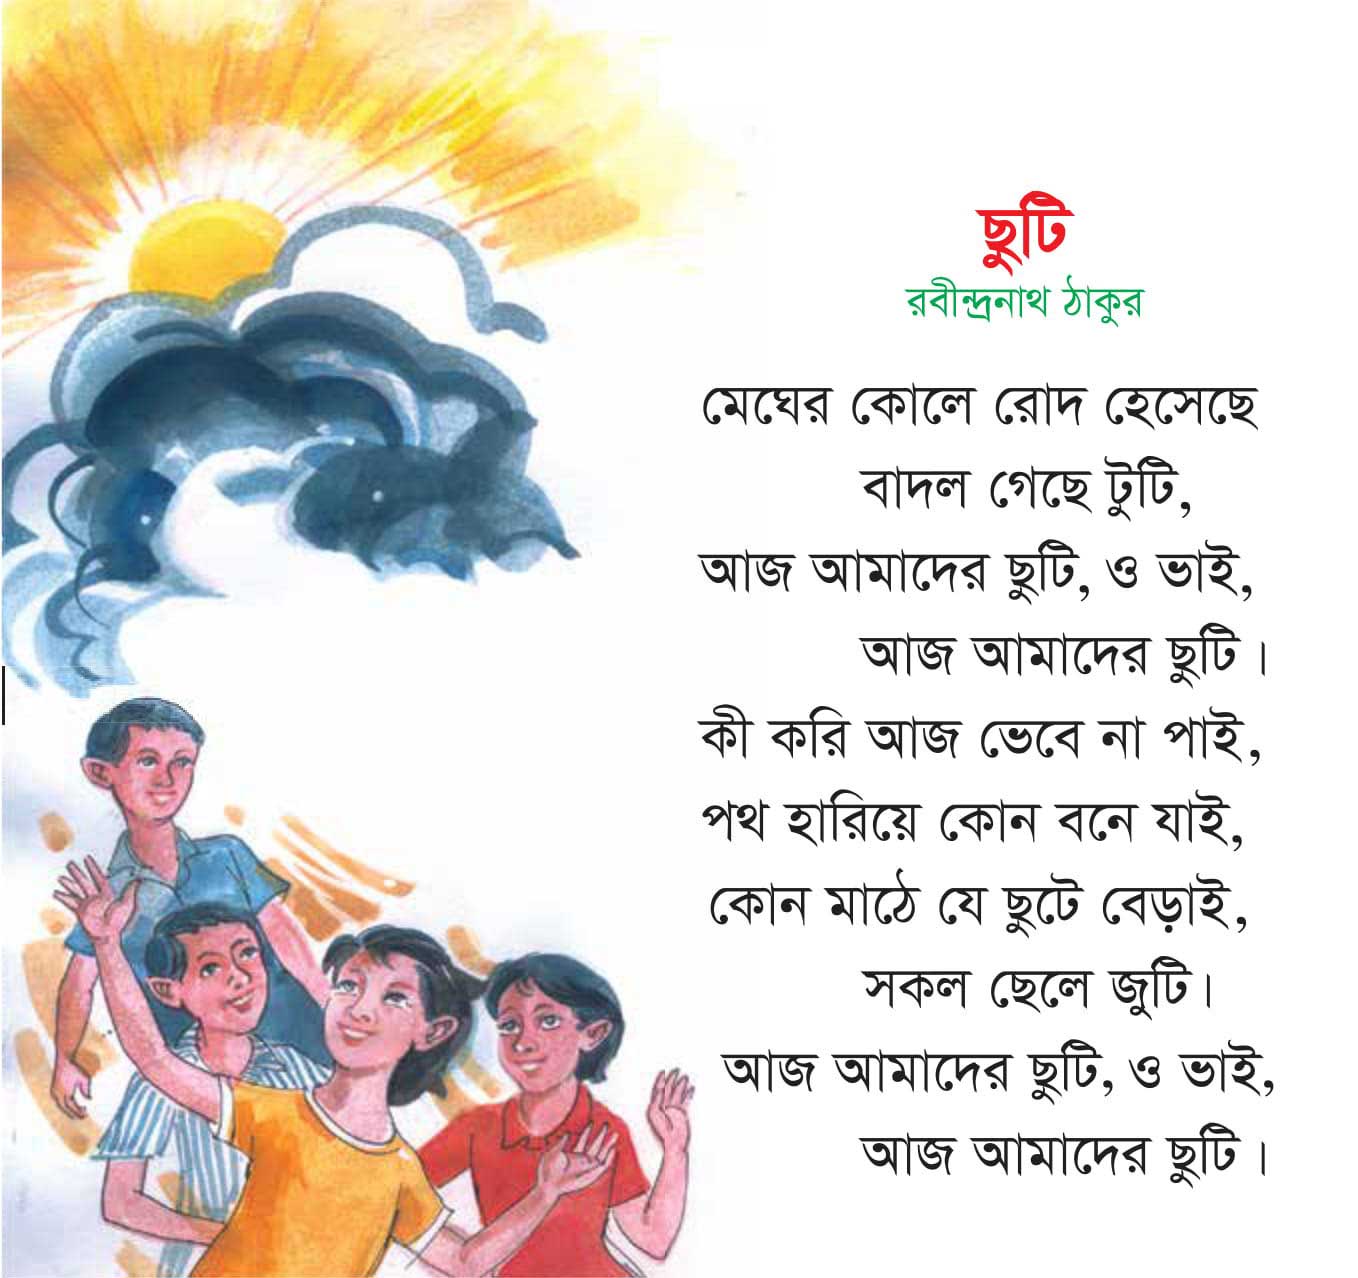 ছুটি
রবীন্দ্রনাথ ঠাকুর
মেঘের কোলে রোদ হেসেছে
বাদল গেছে টুটি,
আজ আমাদের ছুটি, ও ভাই,
আজ আমাদের ছুটি।
কী করি আজ ভেবে না পাই,
পথ হারিয়ে কোন বনে যাই,
কোন মাঠে যে ছুটে বেড়াই,
সকল ছেলে জুটি।
আজ আমাদের ছুটি, ও ভাই,
আজ আমাদের ছুটি।